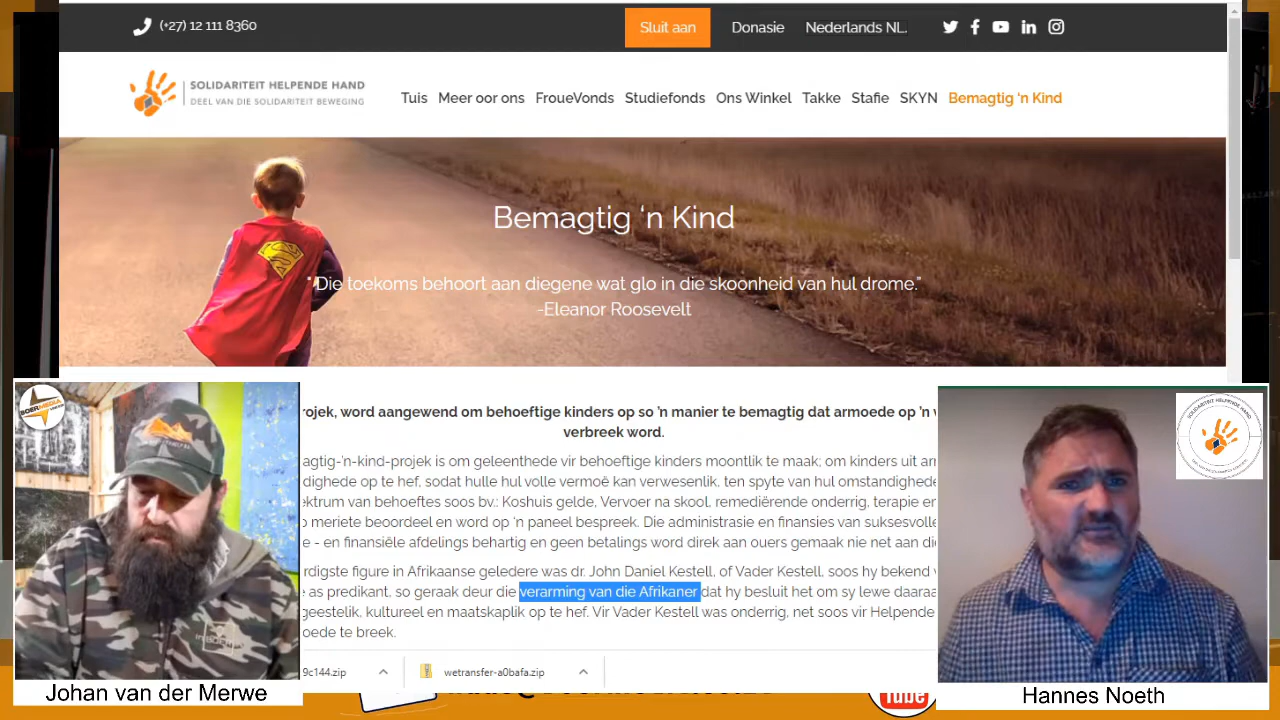 (+27) 12 111 8360
Sluit aan
Donasie
Nederlands NL.
SOLIDARITEIT HELPENDE HAND
DEEL VAN DIE SOLIDARITEIT BEWEGING
Tuis Meer oor ons FroueVonds Studiefonds Ons Winkel Takke Stafie SKYN Bemagtig ‘n Kind
Bemagtig ‘n Kind
"Die toekoms behoort aan diegene wat glo in die skoonheid van hul drome."
-Eleanor Roosevelt
rojek, word aangewend om behoeftige kinders op so 'n manier te bemagtig dat armoede op 'n
verbreek word.
agtig-'n-kind-projek is om geleenthede vir behoeftige kinders moontlik te maak; om kinders uit
dighede op te hef, sodat hulle hul volle vermoë kan verwesenlik, ten spyte van hul omstandighede
ektrum van behoeftes soos bv.: Koshuis gelde, Vervoer na skool, remediërende onderrig, terapie
meriete beoordeel en word op 'n paneel bespreek. Die administrasie en finansies van suksesvolle
e - en finansiële afdelings behartig en geen betalings word direk aan ouers gemaak nie net aan
rdigste figure in Afrikaanse geledere was dr. John Daniel Kestell, of Vader Kestell, soos hy bekend
e as predikant, so geraak deur die verarming van die Afrikaner dat hy besluit het om sy lewe
geestelik, kultureel en maatskaplik op te hef. Vir Vader Kestell was onderrig, net soos vir Helpende
oede te breek.
9c144.zip
wetransfer-a0bafa.zip
BOERMEDIA
SOLIDARITEIT HELPENDE HAND
Johan van der Merwe
Hannes Noeth
Tube